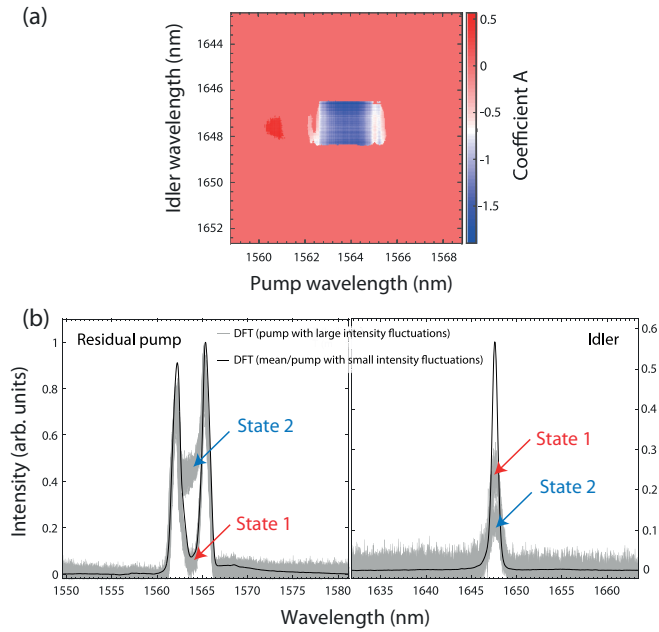 (a)
Idler wavelength (nm)
1644
1646
1648
1650
1652
1560
1562
1564
1566
1568
Pump wavelength (nm)
0.5
0
-0.5
-1
-1.5
Coefficient A
(b)
Residual pump
DFT (pump with large intensity fluctuations)
DFT (mean/pump with small intensity fluctuations)
Idler
State 2
State 1
State 1
State 2
Intensity (arb. units)
1
0.8
0.6
0.4
0.2
0
0.6
0.5
0.4
0.3
0.2
0.1
0
1550
1555
1560
1565
1570
1575
1580
1635
1640
1645
1650
1655
1660
Wavelength (nm)